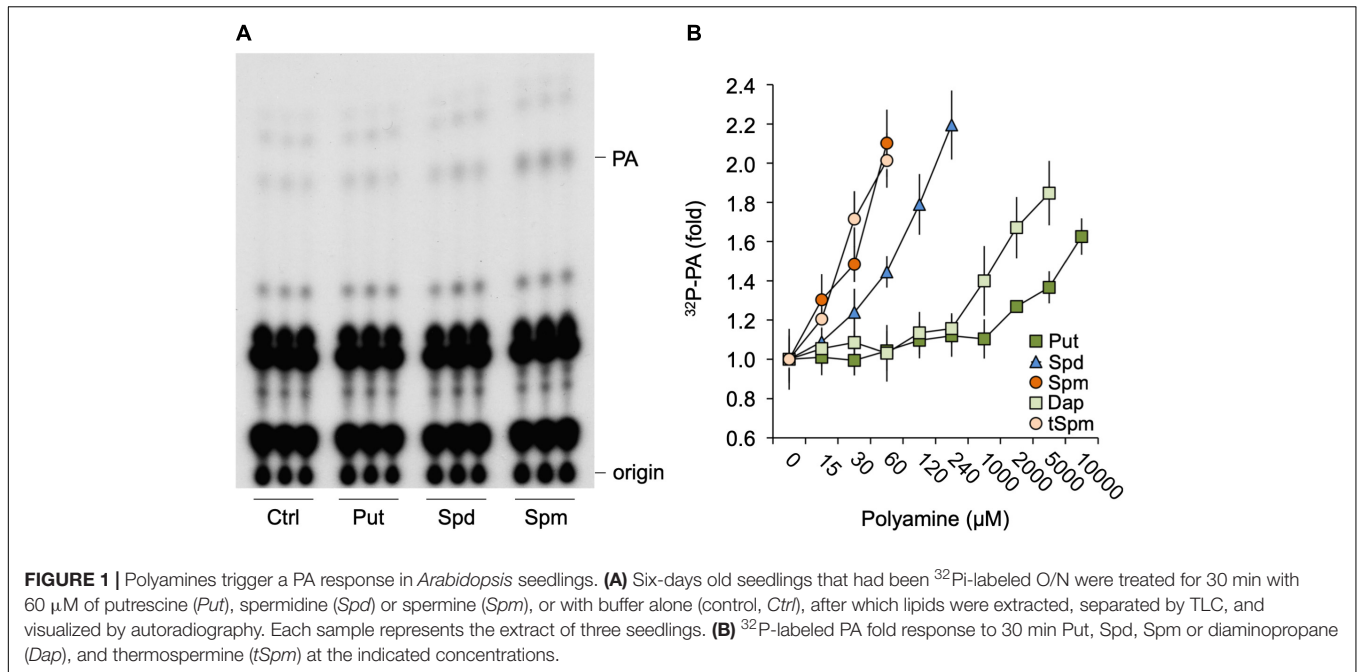 A
PA
origin
Ctrl Put Spd Spm
B
2.4
2.2
2.0
1.8
1.6
1.4
1.2
1.0
0.8
0.6
³²P-PA (fold)
Put
Spd
Spm
Dap
tSpm
0 15 30 60 120 240 1000 2000 5000 10000
Polyamine (µM)
FIGURE 1 | Polyamines trigger a PA response in Arabidopsis seedlings. (A) Six-days old seedlings that had been ³²Pi-labeled O/N were treated for 30 min with
60 µM of putrescine (Put), spermidine (Spd) or spermine (Spm), or with buffer alone (control, Ctrl), after which lipids were extracted, separated by TLC, and
visualized by autoradiography. Each sample represents the extract of three seedlings. (B) ³²P-labeled PA fold response to 30 min Put, Spd, Spm or diaminopropane
(Dap), and thermospermine (tSpm) at the indicated concentrations.